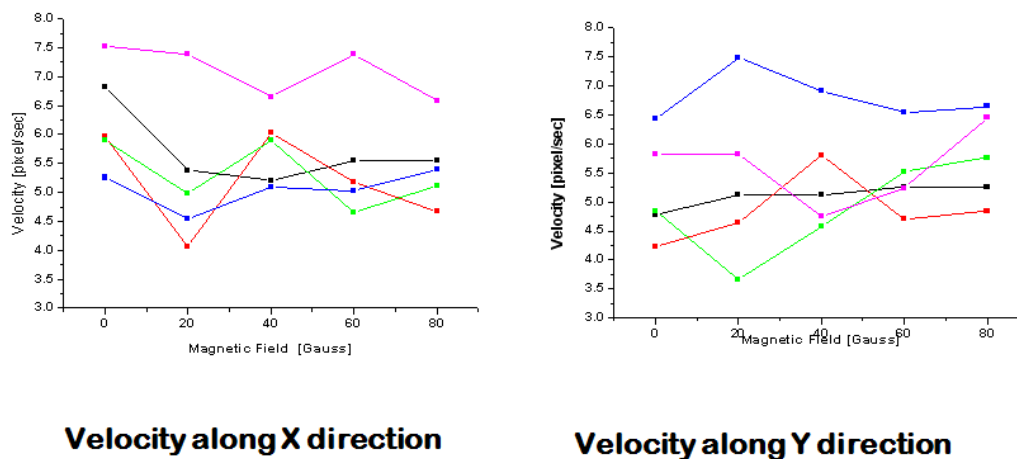 8.0
7.5
7.0
6.5
6.0
5.5
5.0
4.5
4.0
3.5
3.0
Velocity [pixel/sec]
0 20 40 60 80
Magnetic Field [Gauss]
Velocity along X direction
8.0
7.5
7.0
6.5
6.0
5.5
5.0
4.5
4.0
3.5
3.0
Velocity [pixel/sec]
0 20 40 60 80
Magnetic Field [Gauss]
Velocity along Y direction